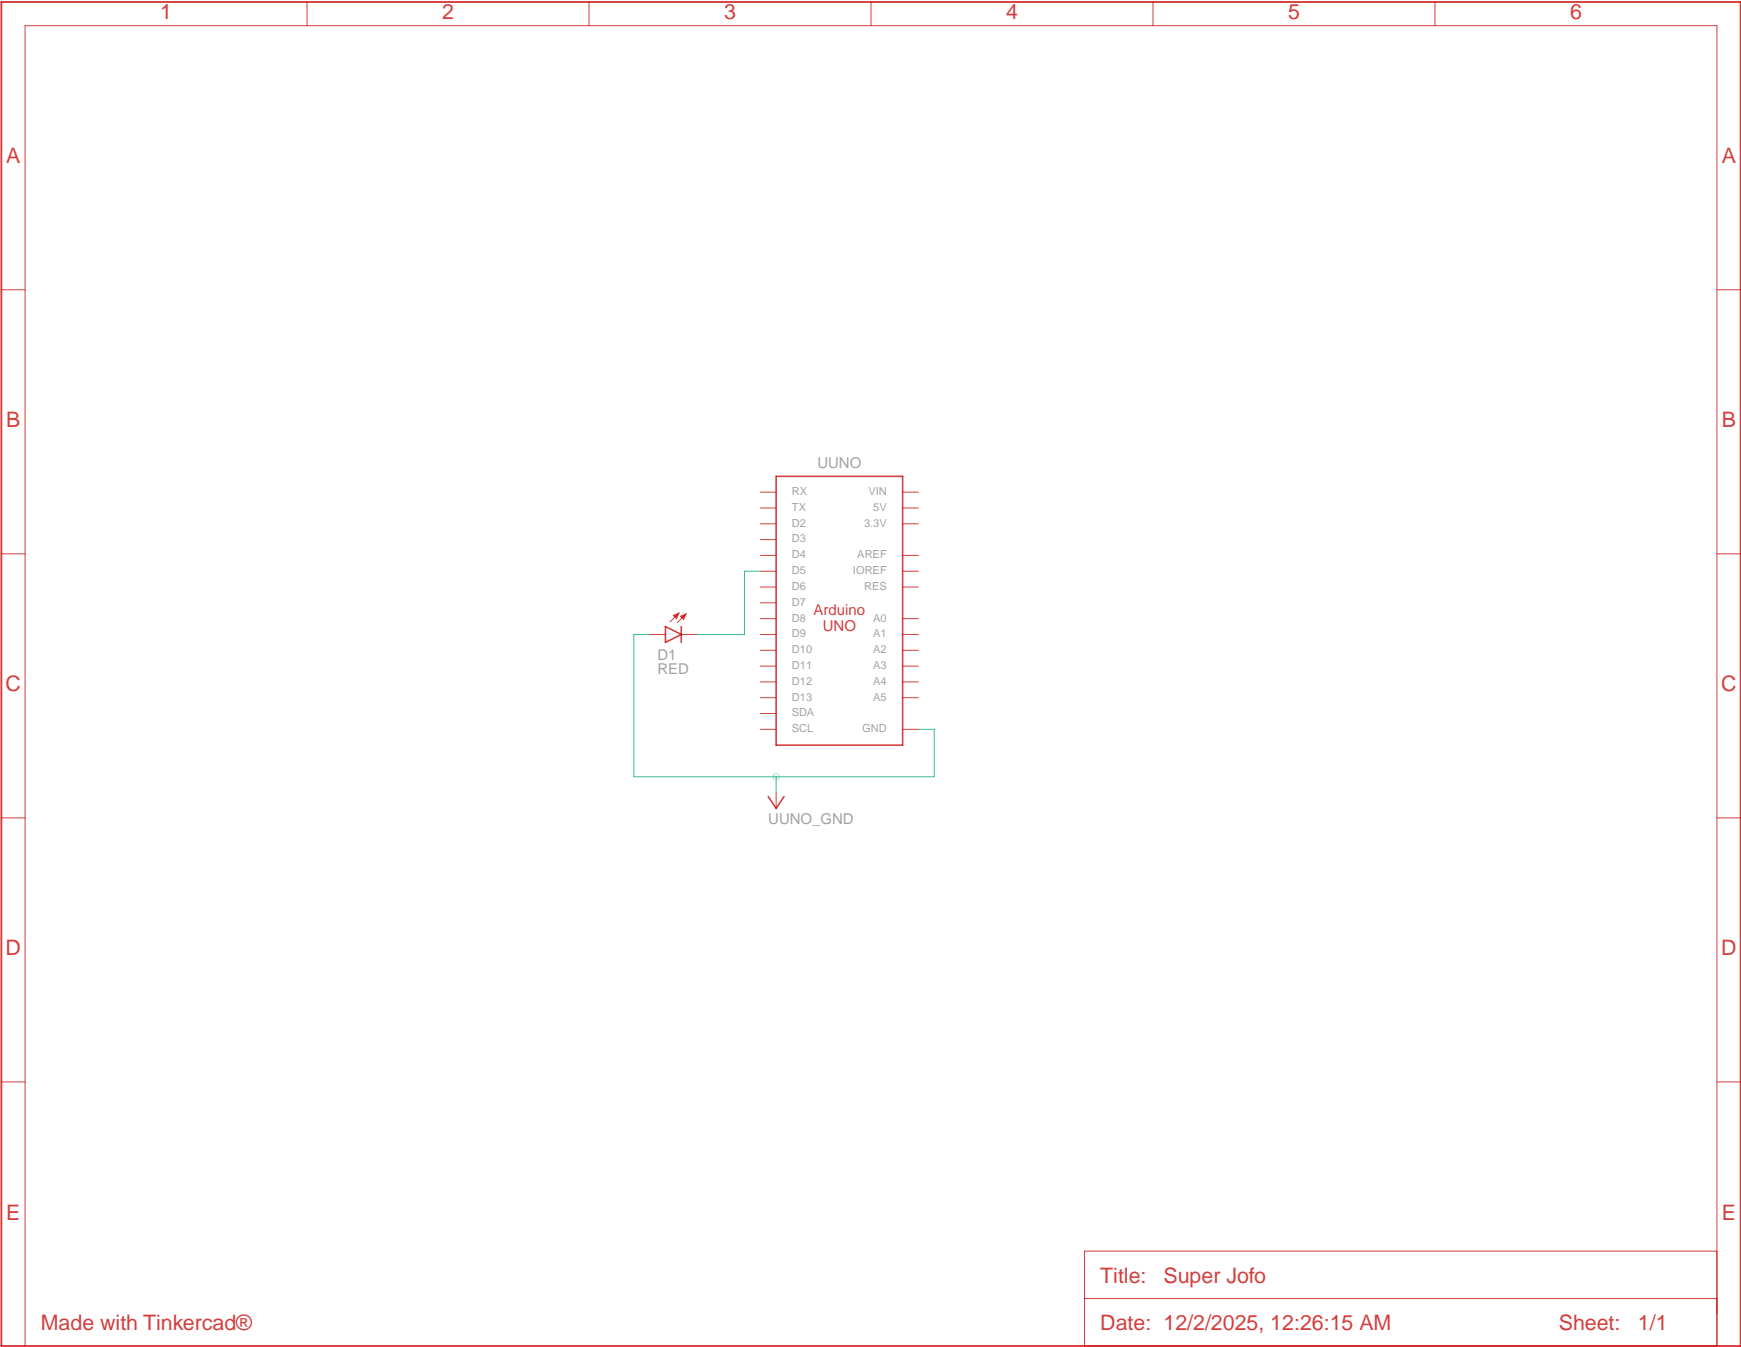 1 2 3 4 5 6
A A
B B
UUNO
RX VIN
TX 5V
D2 3.3V
D3
D4 AREF
D5 IOREF
D6 RES
D7
Arduino
D8 A0
UNO
D9 A1
D10 A2
D11 A3
D12 A4
D13 A5
SDA
SCL GND
D1
RED
C C
UUNO_GND
D D
E E
Title: Super Jofo
Made with Tinkercad®
Date: 12/2/2025, 12:26:15 AM Sheet: 1/1